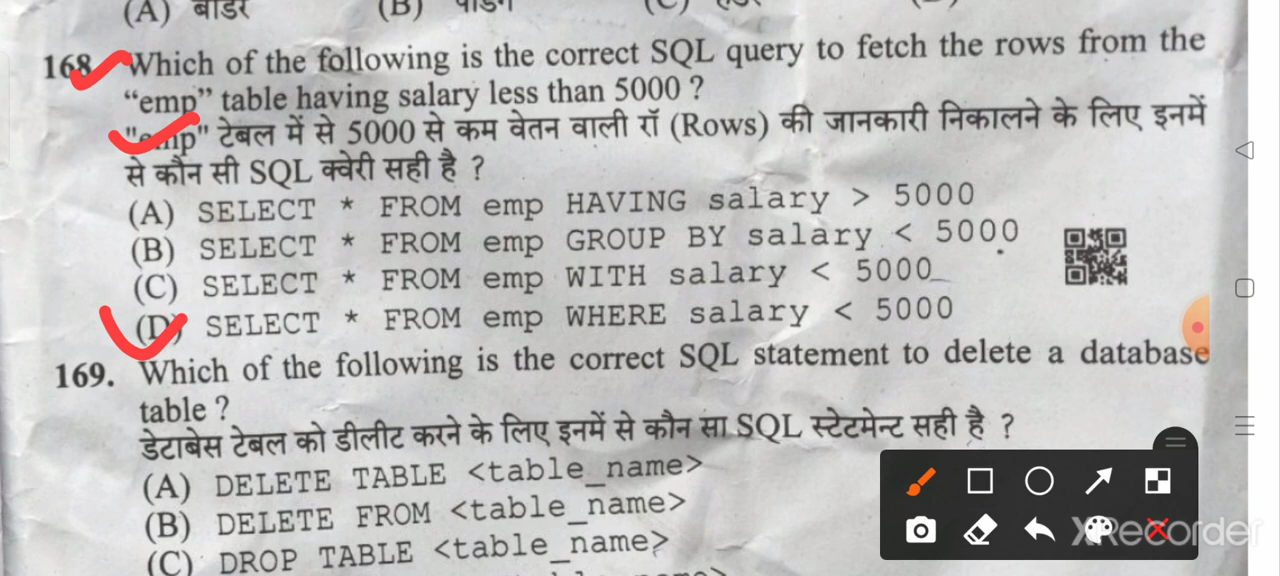 (A) बार्डर (B) पाडिंग (C)
168. Which of the following is the correct SQL query to fetch the rows from the
“emp” table having salary less than 5000 ?
"emp" टेबल में से 5000 से कम वेतन वाली रॉ (Rows) की जानकारी निकालने के लिए इनमें
से कौन सी SQL क्वेरी सही है ?
(A) SELECT * FROM emp HAVING salary > 5000
(B) SELECT * FROM emp GROUP BY salary < 5000
(C) SELECT * FROM emp WITH salary < 5000
(D) SELECT * FROM emp WHERE salary < 5000
169. Which of the following is the correct SQL statement to delete a database
table ?
डेटाबेस टेबल को डीलीट करने के लिए इनमें से कौन सा SQL स्टेटमेन्ट सही है ?
(A) DELETE TABLE <table_name>
(B) DELETE FROM <table_name>
(C) DROP TABLE <table_name>
XRecorder